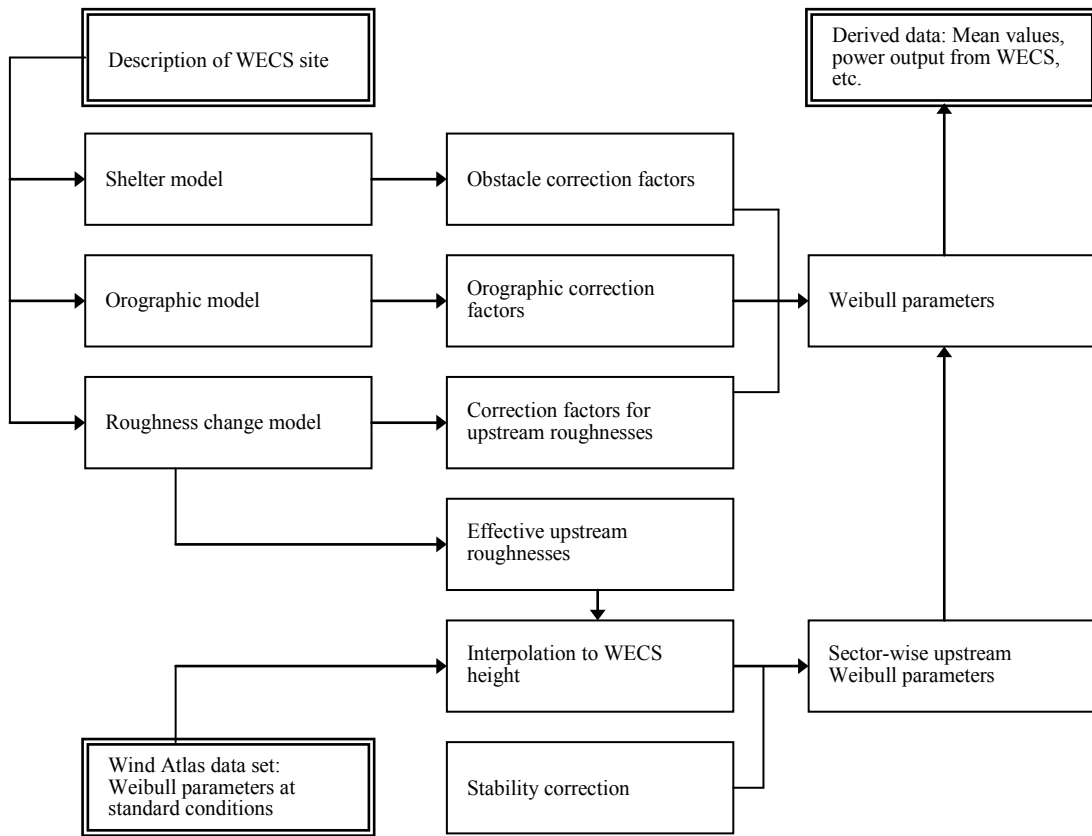 Description of WECS site
Derived data: Mean values,
power output from WECS,
etc.
Shelter model
Obstacle correction factors
Orographic model
Orographic correction
factors
Weibull parameters
Roughness change model
Correction factors for
upstream roughnesses
Effective upstream
roughnesses
Interpolation to WECS
height
Sector-wise upstream
Weibull parameters
Wind Atlas data set:
Weibull parameters at
standard conditions
Stability correction